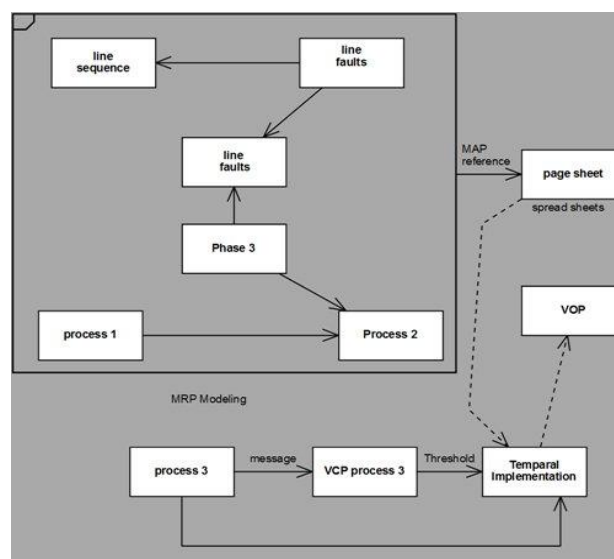 line
sequence
line
faults
line
faults
MAP
reference
page sheet
spread sheets
Phase 3
VOP
process 1
Process 2
MRP Modeling
process 3
message
VCP process 3
Threshold
Temparal
Implementation